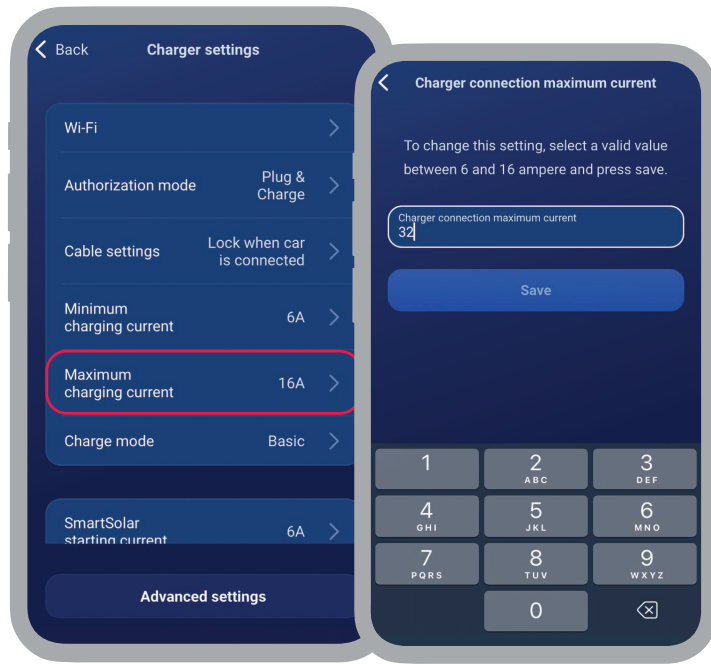 Back
Charger settings
Wi-Fi
Authorization mode
Plug &
Charge
Cable settings
Lock when car
is connected
Minimum
charging current
6A
Maximum
charging current
16A
Charge mode
Basic
SmartSolar
starting current
6A
Advanced settings
Charger connection maximum current
To change this setting, select a valid value
between 6 and 16 ampere and press save.
Charger connection maximum current
32
Save
1
2
ABC
3
DEF
4
GHI
5
JKL
6
MNO
7
PQRS
8
TUV
9
WXYZ
0